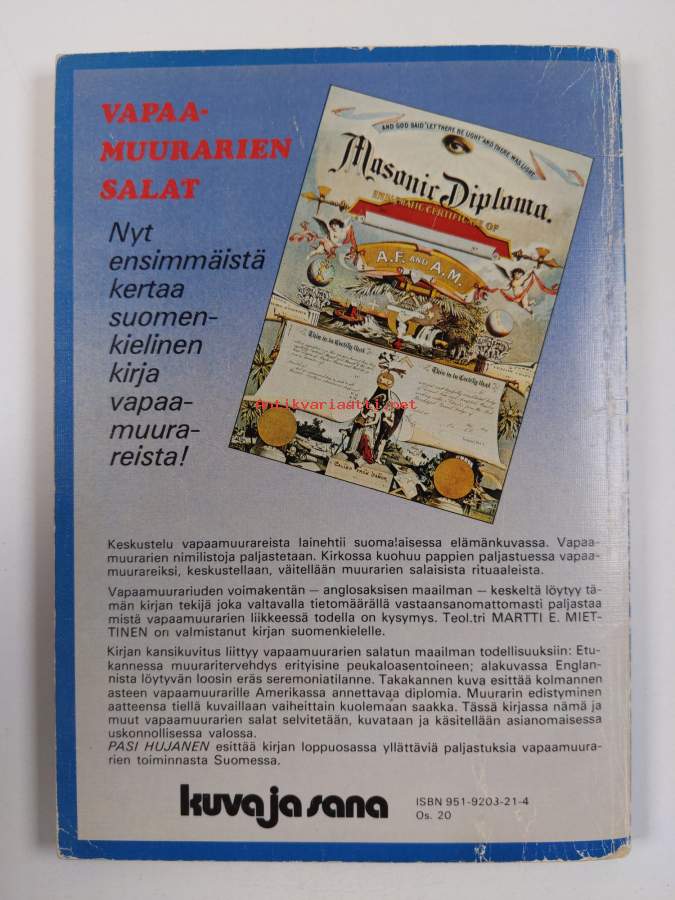 VAPAA-
MUURARIEN
SALAT
Nyt
ensimmäistä
kertaa
suomen-
kielinen
kirja
vapaa-
muura-
reista!
AND GOD SAID "LET THERE BE LIGHT" AND THERE WAS LIGHT
Masonic Diploma.
CERTIFICATE OF
A.F. AND A.M.
This is to Certify that
This is to Certify that
antikvariaatti.net
Keskustelu vapaamuurareista lainehtii suoma!aisessa elämänkuvassa. Vapaa-
muurarien nimilistoja paljastetaan. Kirkossa kuohuu pappien paljastuessa vapaa-
muurareiksi, keskustellaan, väitellään muurarien salaisista rituaaleista.
Vapaamuurariuden voimakentän — anglosaksisen maailman — keskeltä löytyy tä-
män kirjan tekijä joka valtavalla tietomäärällä vastaansanomattomasti paljastaa
mistä vapaamuurarien liikkeessä todella on kysymys. Teol.tri MARTTI E. MIET-
TINEN on valmistanut kirjan suomenkielelle.
Kirjan kansikuvitus liittyy vapaamuurarien salatun maailman todellisuuksiin: Etu-
kannessa muuraritervehdys erityisine peukaloasentoineen; alakuvassa Englan-
nista löytyvän loosin eräs seremoniatilanne. Takakannen kuva esittää kolmannen
asteen vapaamuurarille Amerikassa annettavaa diplomia. Muurarin edistyminen
aatteensa tiellä kuvaillaan vaiheittain kuolemaan saakka. Tässä kirjassa nämä ja
muut vapaamuurarien salat selvitetään, kuvataan ja käsitellään asianomaisessa
uskonnollisessa valossa.
PASI HUJANEN esittää kirjan loppuosassa yllättäviä paljastuksia vapaamuura-
rien toiminnasta Suomessa.
kuva ja sana
ISBN 951-9203-21-4
Os. 20